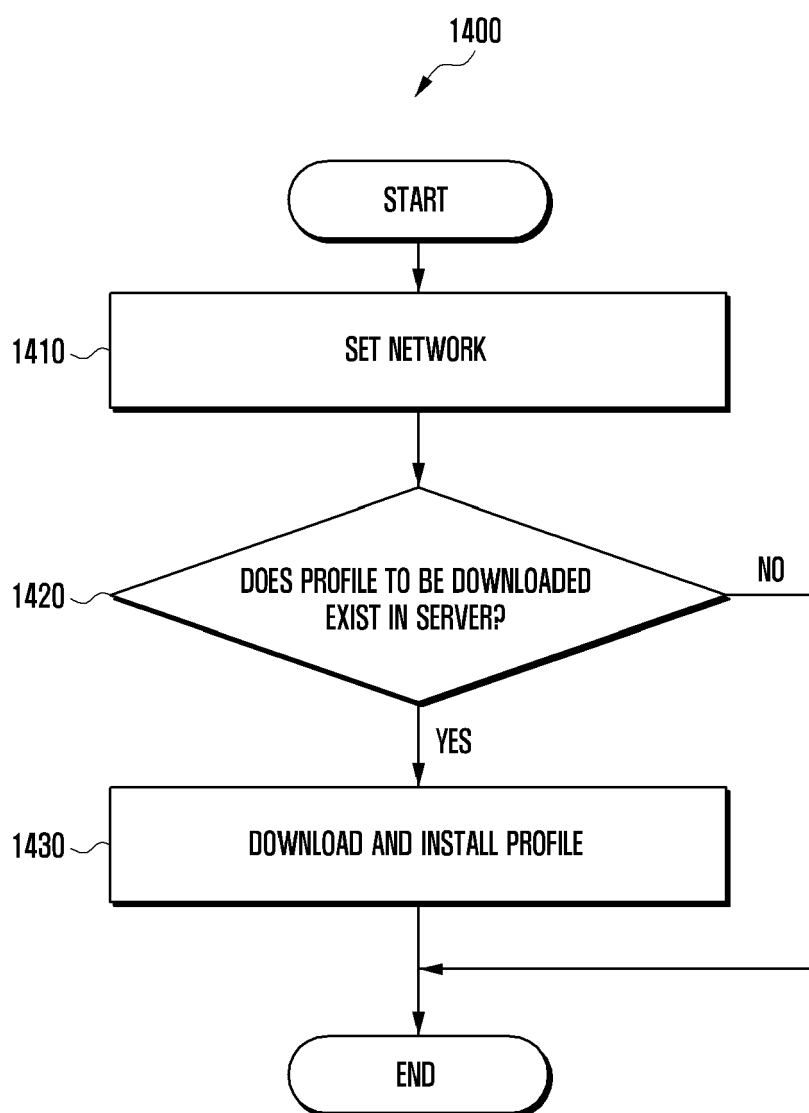 1400
START
1410
SET NETWORK
1420
DOES PROFILE TO BE DOWNLOADED
EXIST IN SERVER?
NO
YES
1430
DOWNLOAD AND INSTALL PROFILE
END